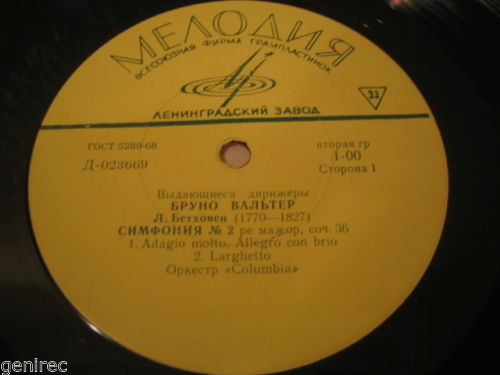 МЕЛОДИЯ
ВСЕСОЮЗНАЯ ФИРМА ГРАМПЛАСТИНОК
33
ЛЕНИНГРАДСКИЙ ЗАВОД
ГОСТ 5289-68
вторая гр
Д-023669
1-00
Сторона 1
Выдающиеся дирижеры
БРУНО ВАЛЬТЕР
Л. Бетховен (1770—1827)
СИМФОНИЯ № 2 ре мажор, соч. 36
1. Adagio molto. Allegro con brio
2. Larghetto
Оркестр «Columbia»
genirec